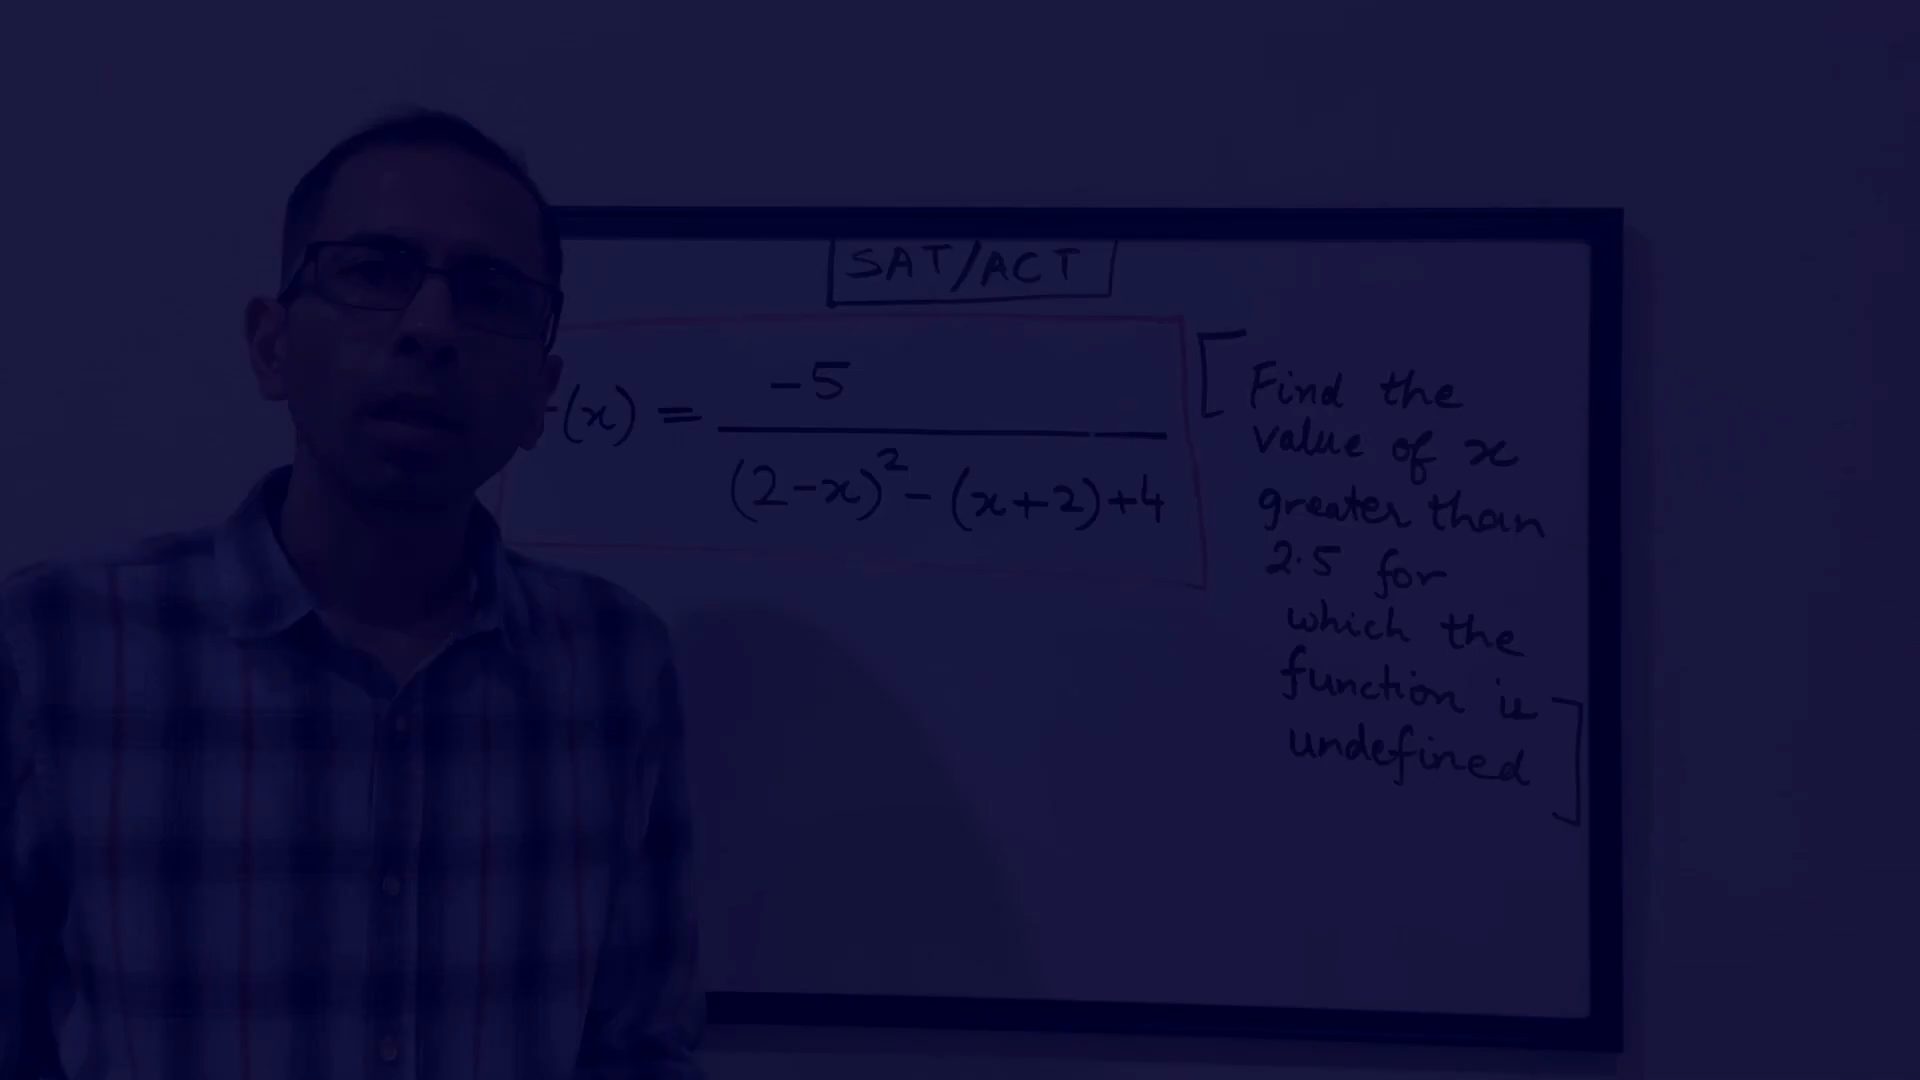 SAT/ACT
(x) = -5
(2-x)² - (x+2)+4
Find the
value of x
greater than
2.5 for
which the
function is
undefined